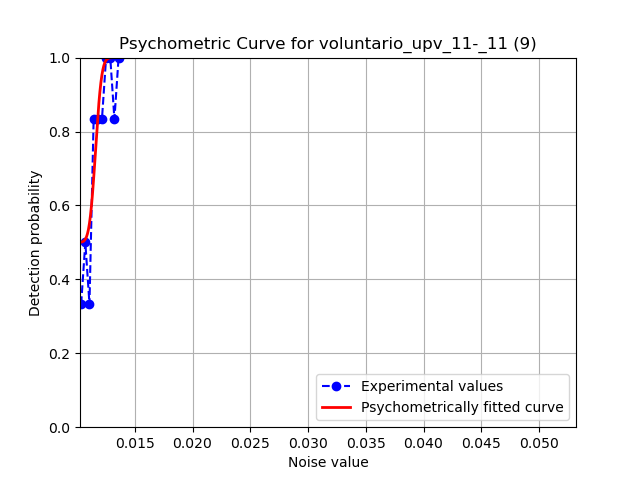 Psychometric Curve for voluntario_upv_11-_11 (9)
1.0
0.8
0.6
0.4
0.2
0.0
Detection probability
Experimental values
Psychometrically fitted curve
0.015 0.020 0.025 0.030 0.035 0.040 0.045 0.050
Noise value